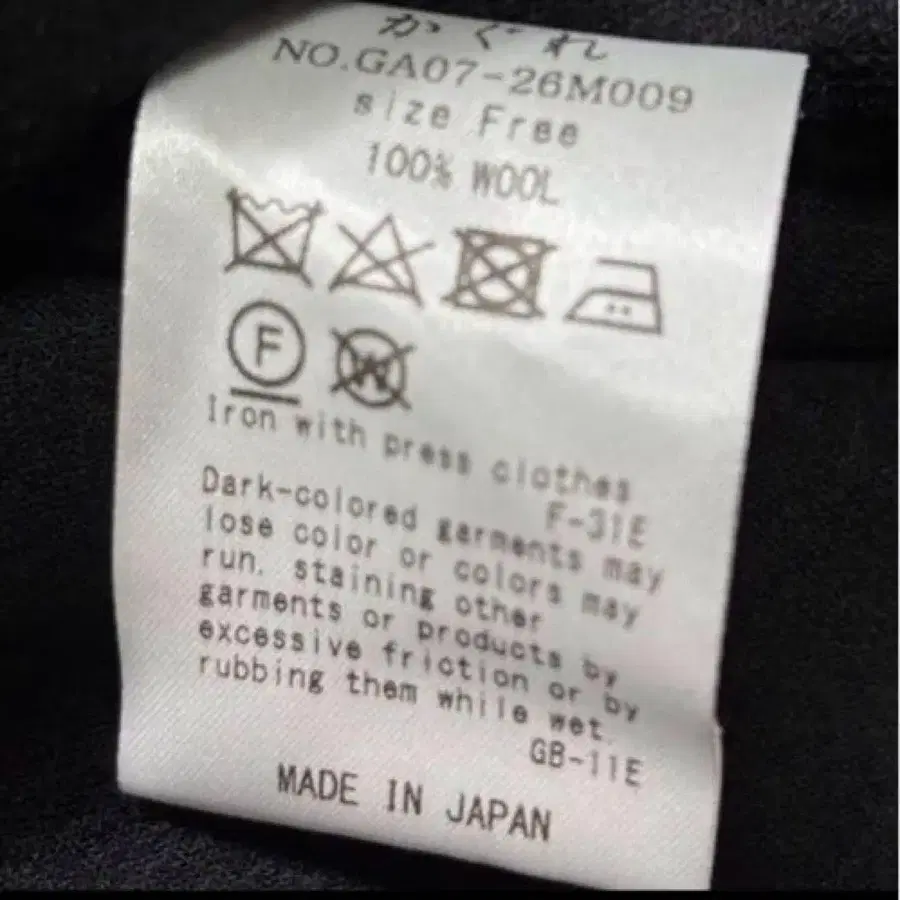 かぐれ
NO.GA07-26M009
size Free
100% WOOL
F
W
Iron with press clothes
F-31E
Dark-colored garments may
lose color or colors may
run. staining other
garments or products by
excessive friction or by
rubbing them while wet.
GB-11E
MADE IN JAPAN